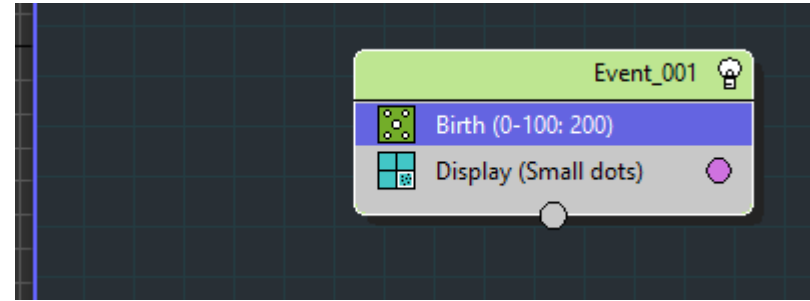 Event_001
Birth (0-100: 200)
Display (Small dots)